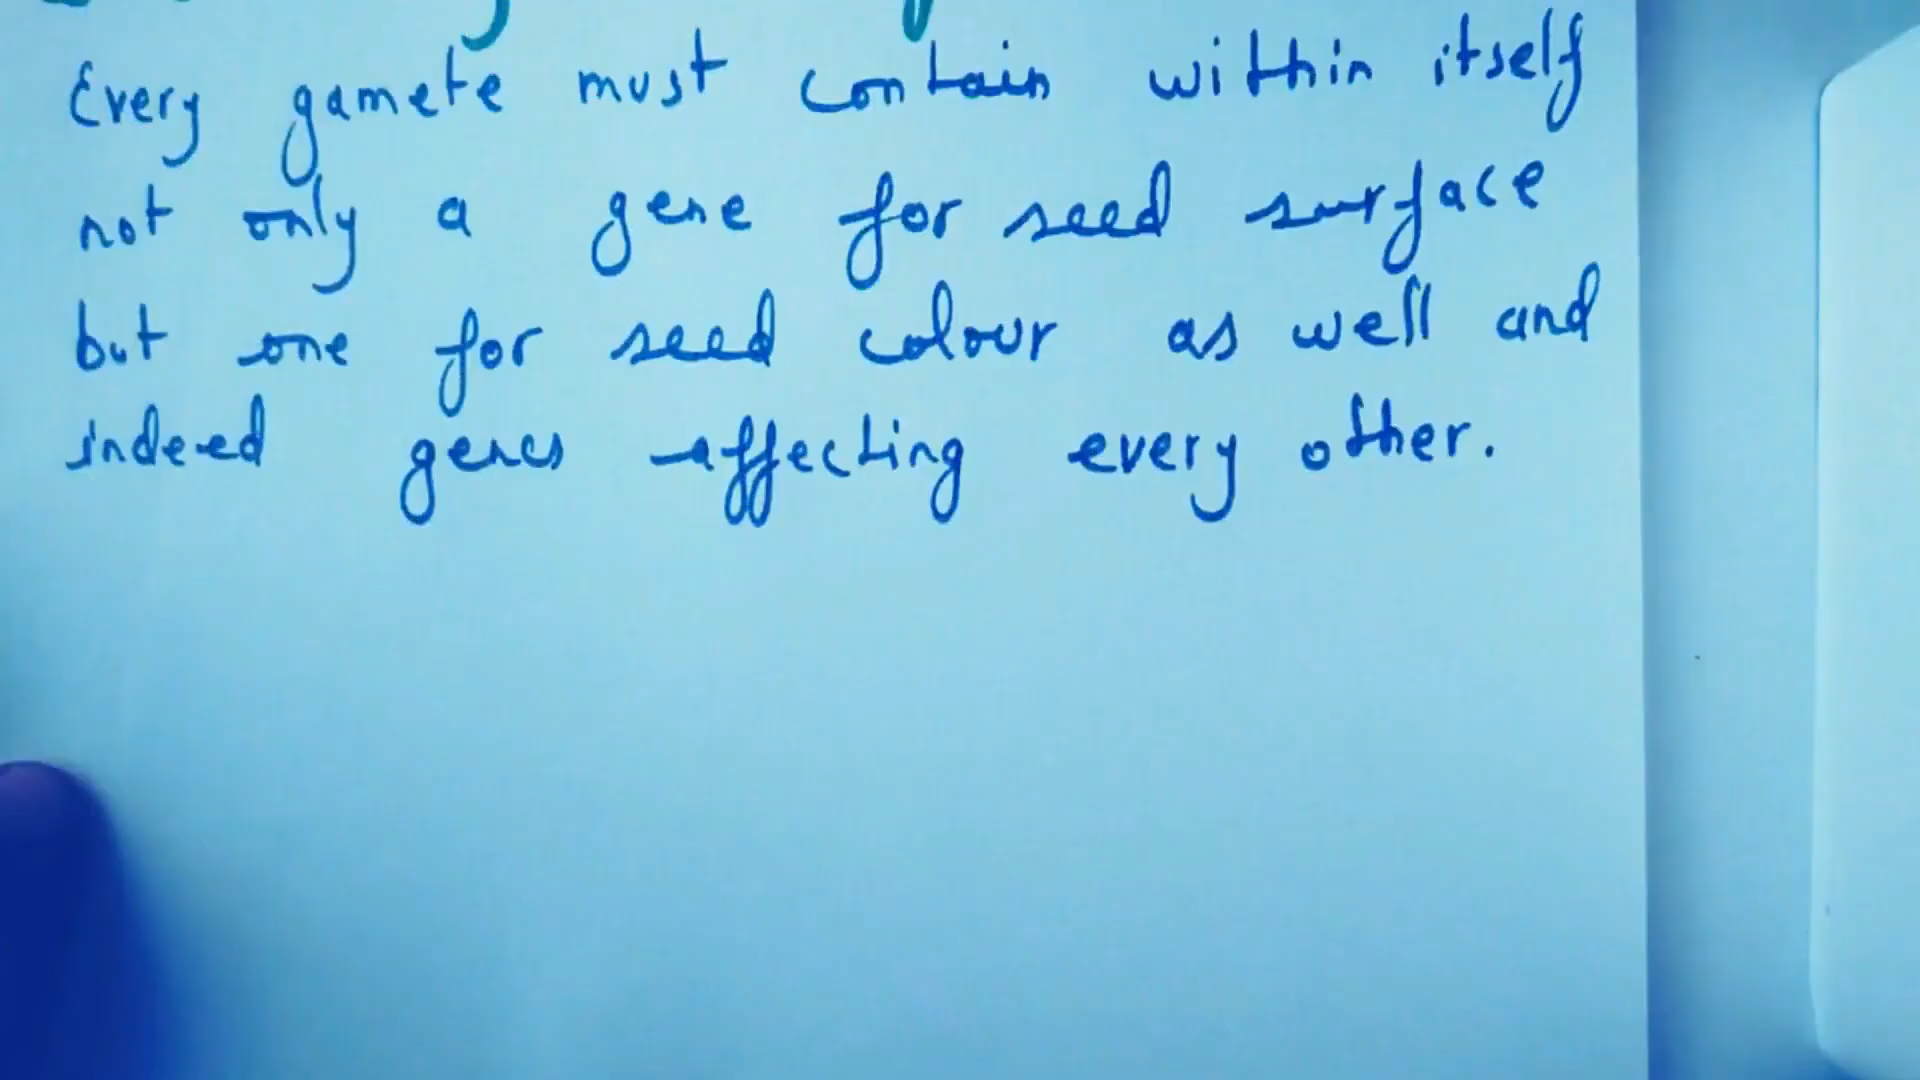 Every gamete must contain within itself
not only a gene for seed surface
but one for seed colour as well and
indeed genes affecting every other.